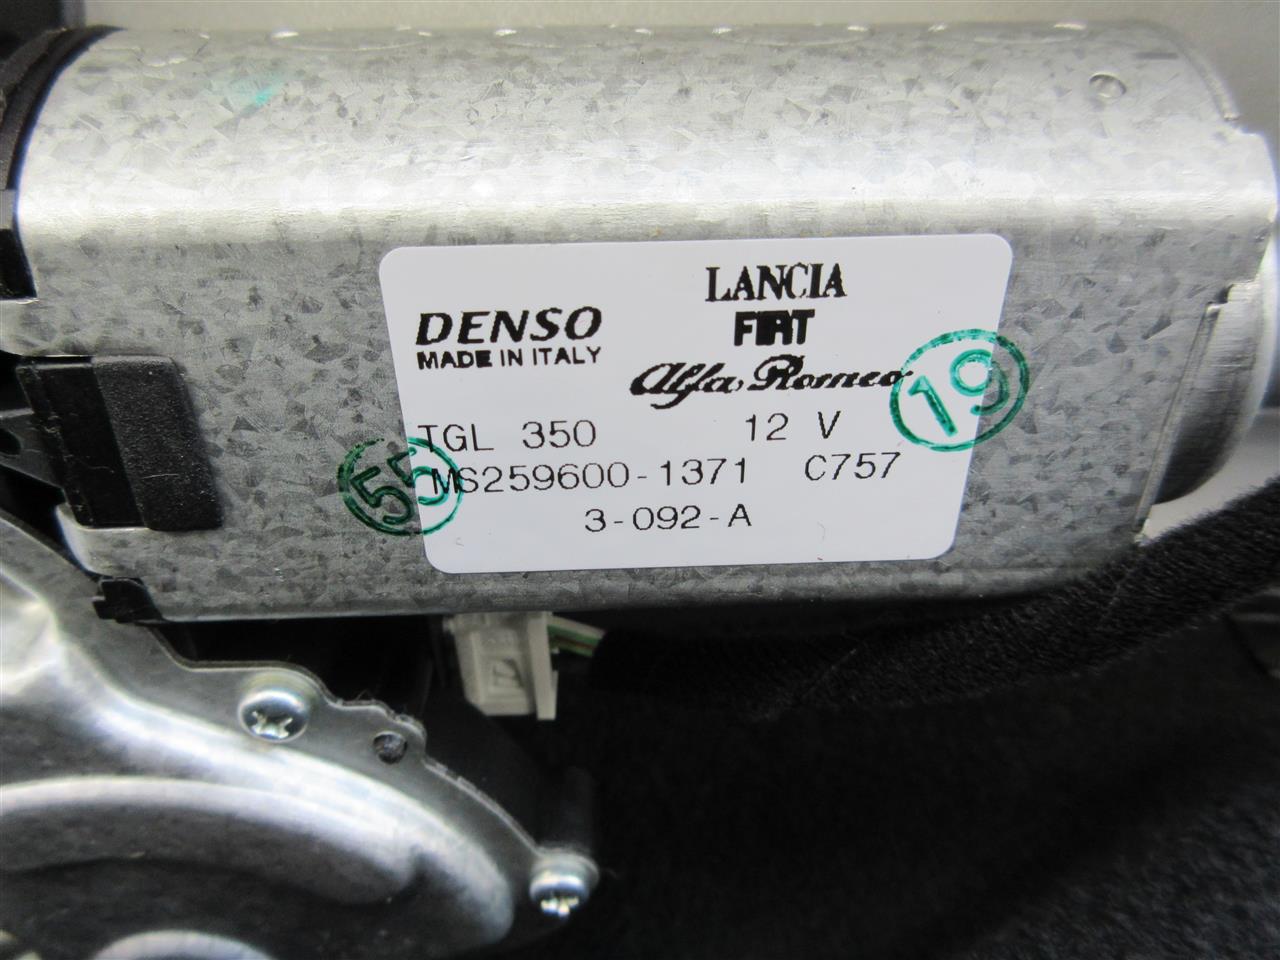 LANCIA
DENSO
FIAT
MADE IN ITALY
Alfa Romeo
19
TGL 350 12 V
55
MS259600-1371 C757
3-092-A